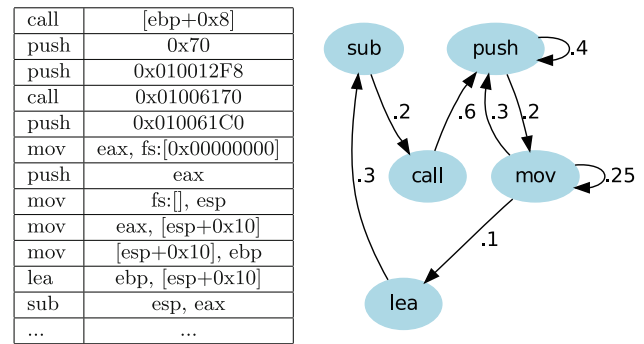 call [ebp+0x8]
push 0x70
push 0x010012F8
call 0x01006170
push 0x010061C0
mov eax, fs:[0x00000000]
push eax
mov fs:[], esp
mov eax, [esp+0x10]
mov [esp+0x10], ebp
lea ebp, [esp+0x10]
sub esp, eax
... ...
sub push .4
.2 .6 .3 .2
.3 call mov .25
.1
lea